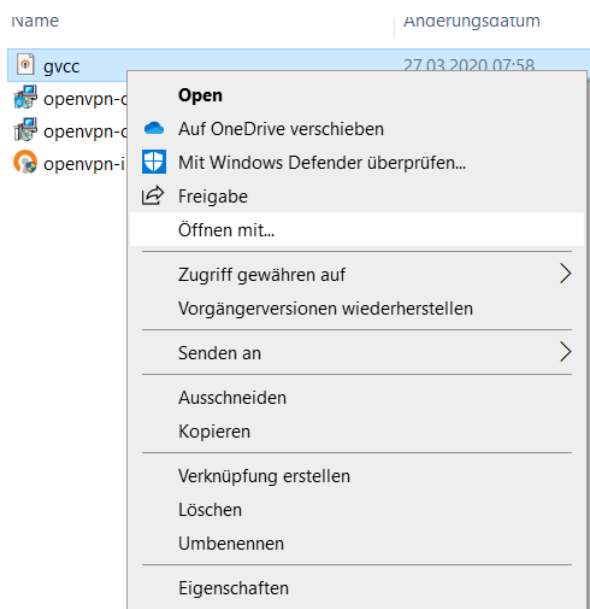 Name Änderungsdatum
gvcc 27.03.2020 07:58
openvpn-c
openvpn-c
openvpn-i
Open
Auf OneDrive verschieben
Mit Windows Defender überprüfen...
Freigabe
Öffnen mit...
Zugriff gewähren auf
Vorgängerversionen wiederherstellen
Senden an
Ausschneiden
Kopieren
Verknüpfung erstellen
Löschen
Umbenennen
Eigenschaften